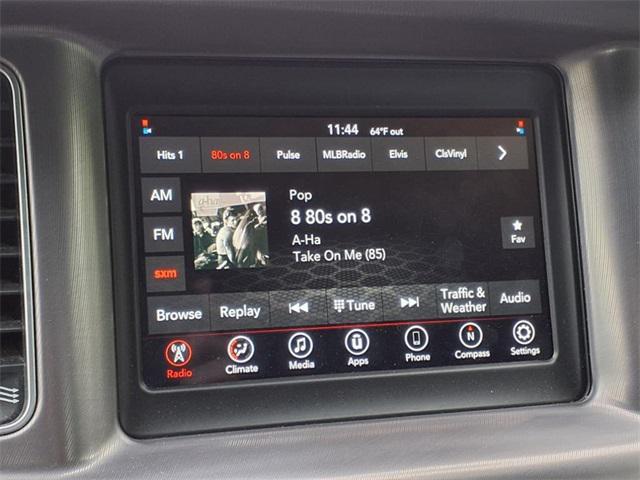 11:44 64°F out
Hits 1 80s on 8 Pulse MLBRadio Elvis ClsVinyl
AM
FM
sxm
a-ha
Pop
8 80s on 8
A-Ha
Take On Me (85)
Fav
Browse Replay Tune Traffic & Weather Audio
Radio Climate Media Apps Phone N Compass Settings